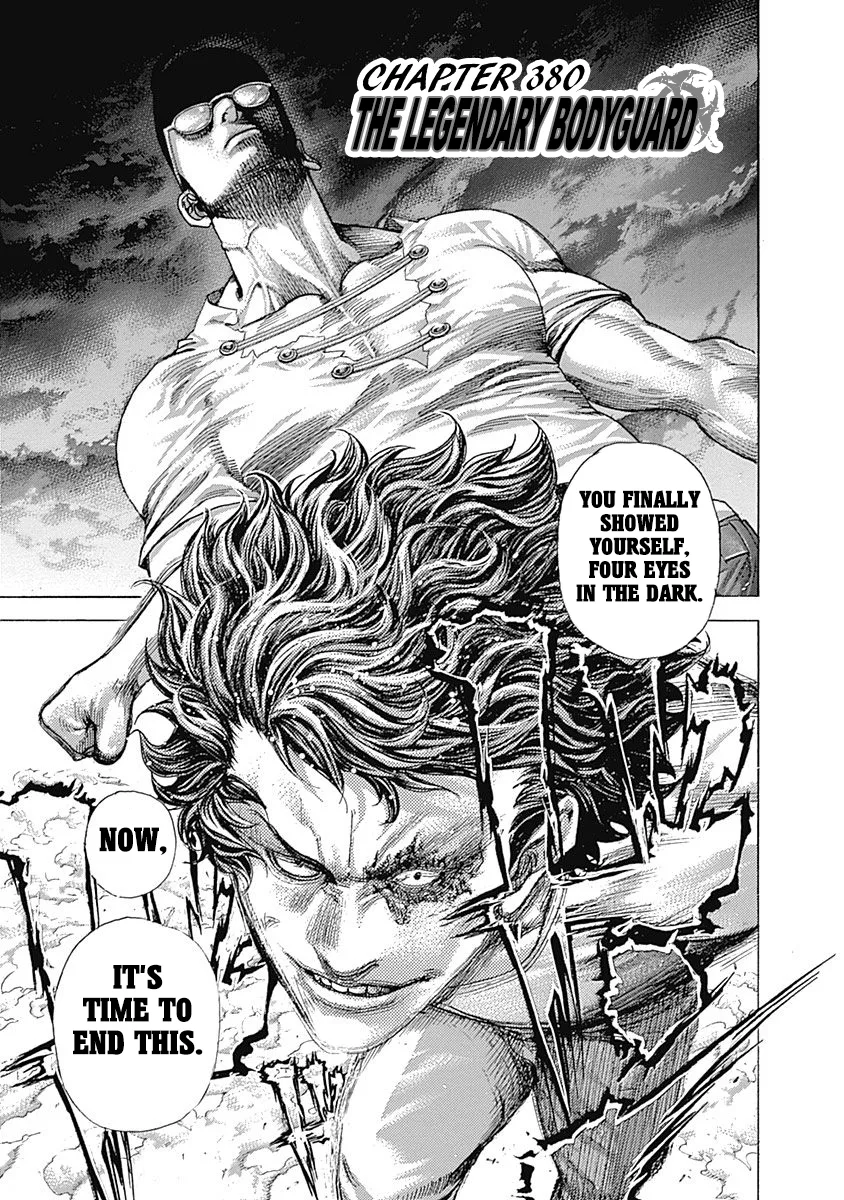 CHAPTER 380
THE LEGENDARY BODYGUARD
YOU FINALLY
SHOWED
YOURSELF,
FOUR EYES
IN THE DARK.
NOW,
IT'S
TIME TO
END THIS.